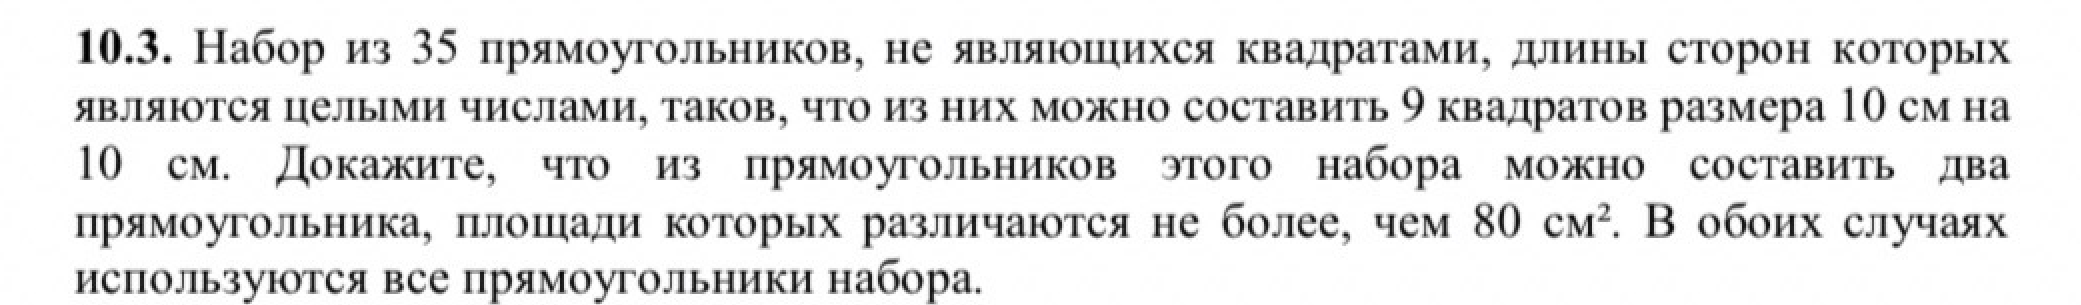 10.3. Набор из 35 прямоугольников, не являющихся квадратами, длины сторон которых
являются целыми числами, таков, что из них можно составить 9 квадратов размера 10 см на
10 см. Докажите, что из прямоугольников этого набора можно составить два
прямоугольника, площади которых различаются не более, чем 80 см². В обоих случаях
используются все прямоугольники набора.